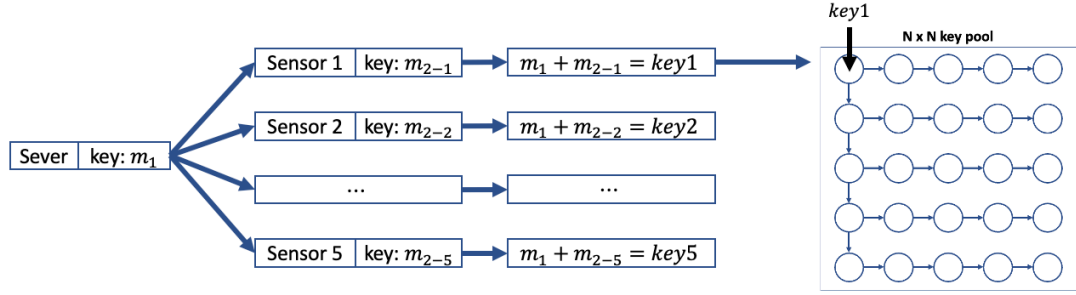 key1
N x N key pool
Sensor 1 key: m₂₋₁ m₁ + m₂₋₁ = key1
Sensor 2 key: m₂₋₂ m₁ + m₂₋₂ = key2
Sever key: m₁
... ...
Sensor 5 key: m₂₋₅ m₁ + m₂₋₅ = key5